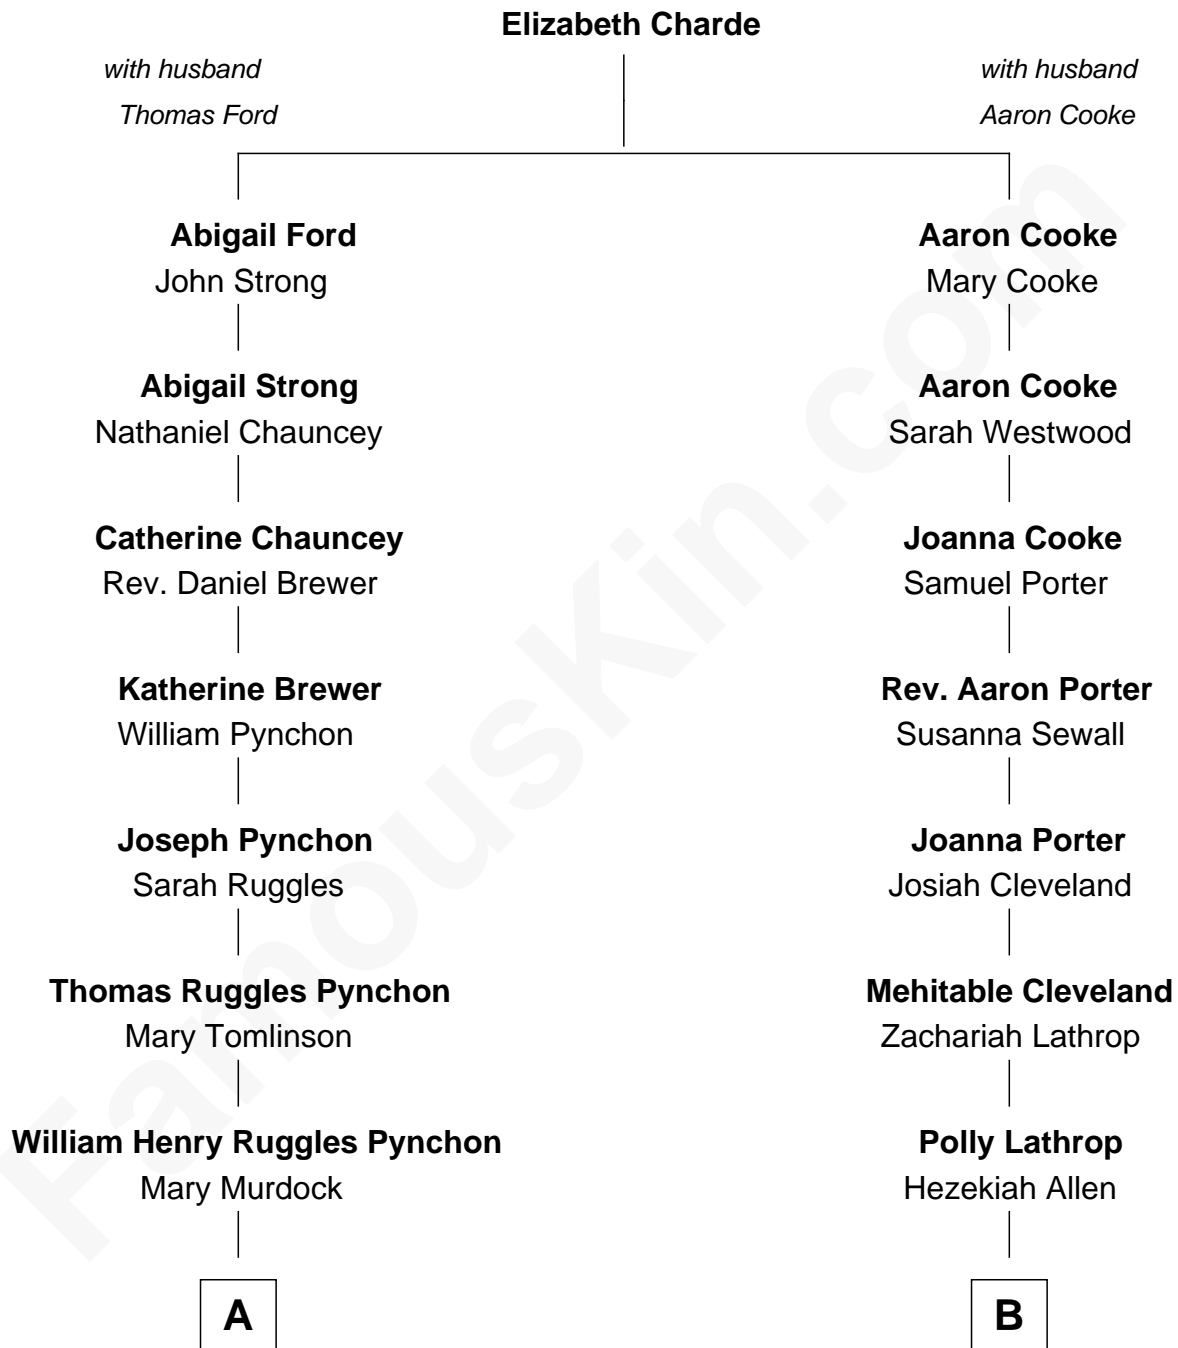 Elizabeth Charde
with husband
Thomas Ford
with husband
Aaron Cooke
Abigail Ford
John Strong
Aaron Cooke
Mary Cooke
Abigail Strong
Nathaniel Chauncey
Aaron Cooke
Sarah Westwood
Catherine Chauncey
Rev. Daniel Brewer
Joanna Cooke
Samuel Porter
Katherine Brewer
William Pynchon
Rev. Aaron Porter
Susanna Sewall
Joseph Pynchon
Sarah Ruggles
Joanna Porter
Josiah Cleveland
Thomas Ruggles Pynchon
Mary Tomlinson
Mehitable Cleveland
Zachariah Lathrop
William Henry Ruggles Pynchon
Mary Murdock
Polly Lathrop
Hezekiah Allen
A
B
FamousKin.com